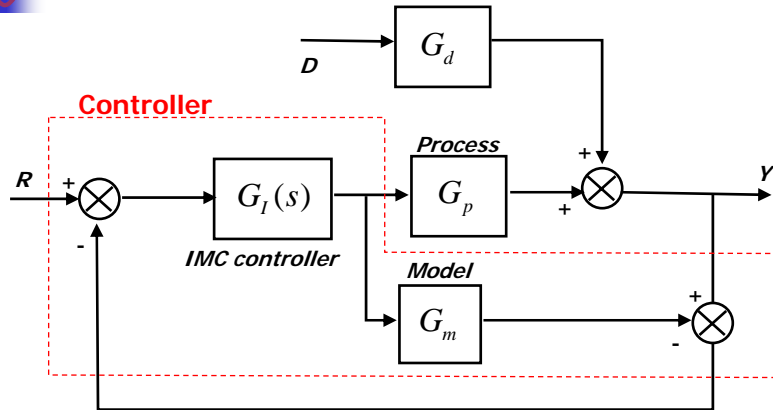 G_d
D
Controller
Process
+
R
+
G_I(s)
G_p
+
Y
-
IMC controller
Model
+
G_m
-